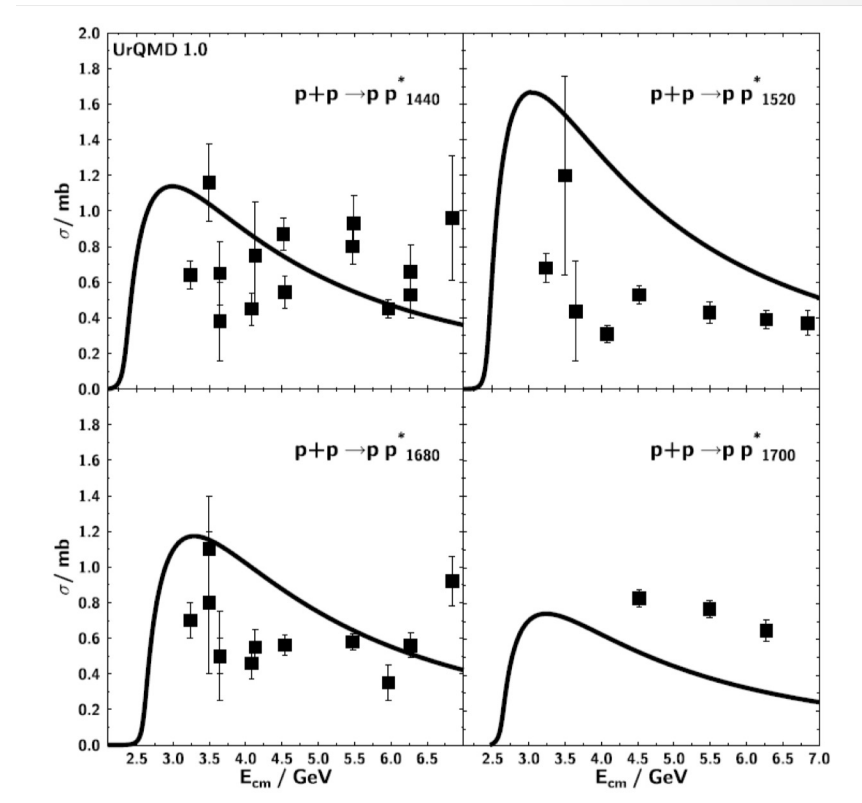 UrQMD 1.0
p+p →p p*1440
p+p →p p*1520
σ/ mb
2.0
1.8
1.6
1.4
1.2
1.0
0.8
0.6
0.4
0.2
0.0
p+p →p p*1680
p+p →p p*1700
σ/ mb
1.8
1.6
1.4
1.2
1.0
0.8
0.6
0.4
0.2
0.0
2.5 3.0 3.5 4.0 4.5 5.0 5.5 6.0 6.5
2.5 3.0 3.5 4.0 4.5 5.0 5.5 6.0 6.5 7.0
Ecm / GeV
Ecm / GeV